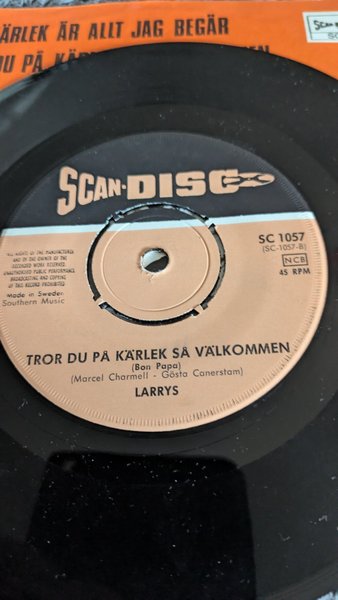 KÄRLEK ÄR ALLT JAG BEGÄR
DU PÅ
SCAN-DISC
SC 1057
(SC-1057-B)
NCB
45 RPM
ALL RIGHTS OF THE MANUFACTURER
AND OF THE OWNER OF THE
RECORDED WORK RESERVED.
UNAUTHORIZED PUBLIC PERFORMANCE
BROADCASTING AND COPYING
OF THIS RECORD PROHIBITED
Made in Sweden
Southern Music
TROR DU PÅ KÄRLEK SÅ VÄLKOMMEN
(Bon Papa)
(Marcel Charmell - Gösta Canerstam)
LARRYS